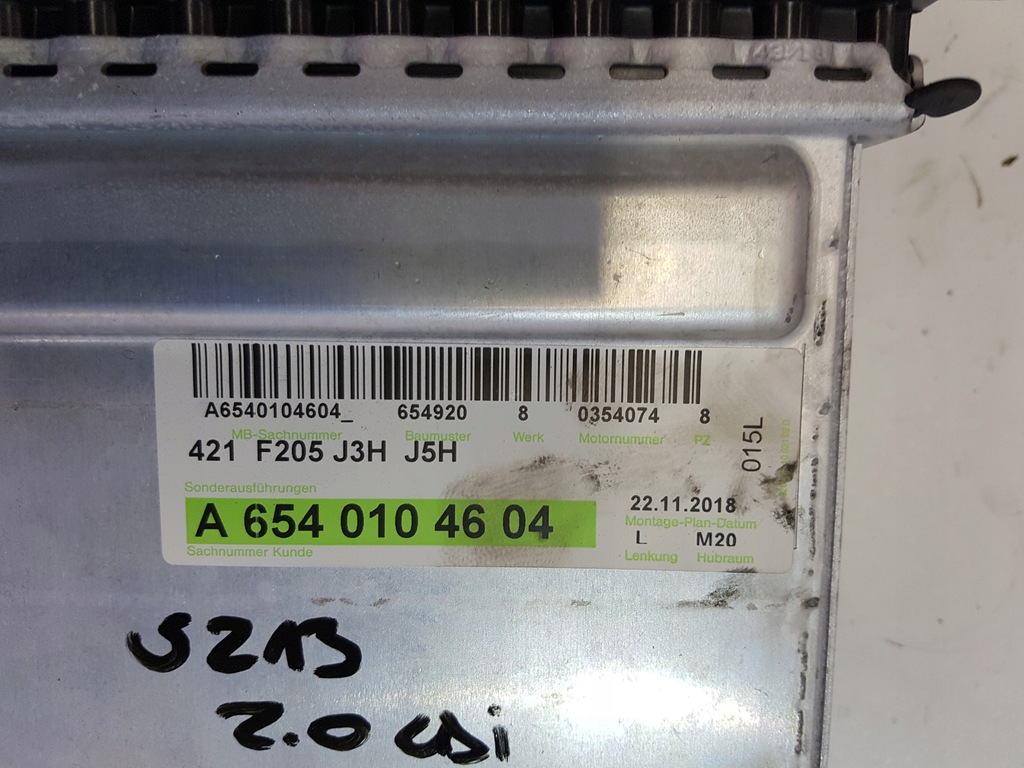 A6540104604_ 654920 8 0354074 8
MB-Sachnummer Baumuster Werk Motornummer PZ
421 F205 J3H J5H
015L
Sonderausführungen
A 654 010 46 04
22.11.2018
Montage-Plan-Datum
L M20
Sachnummer Kunde
Lenkung Hubraum
S213
2.0 CDi